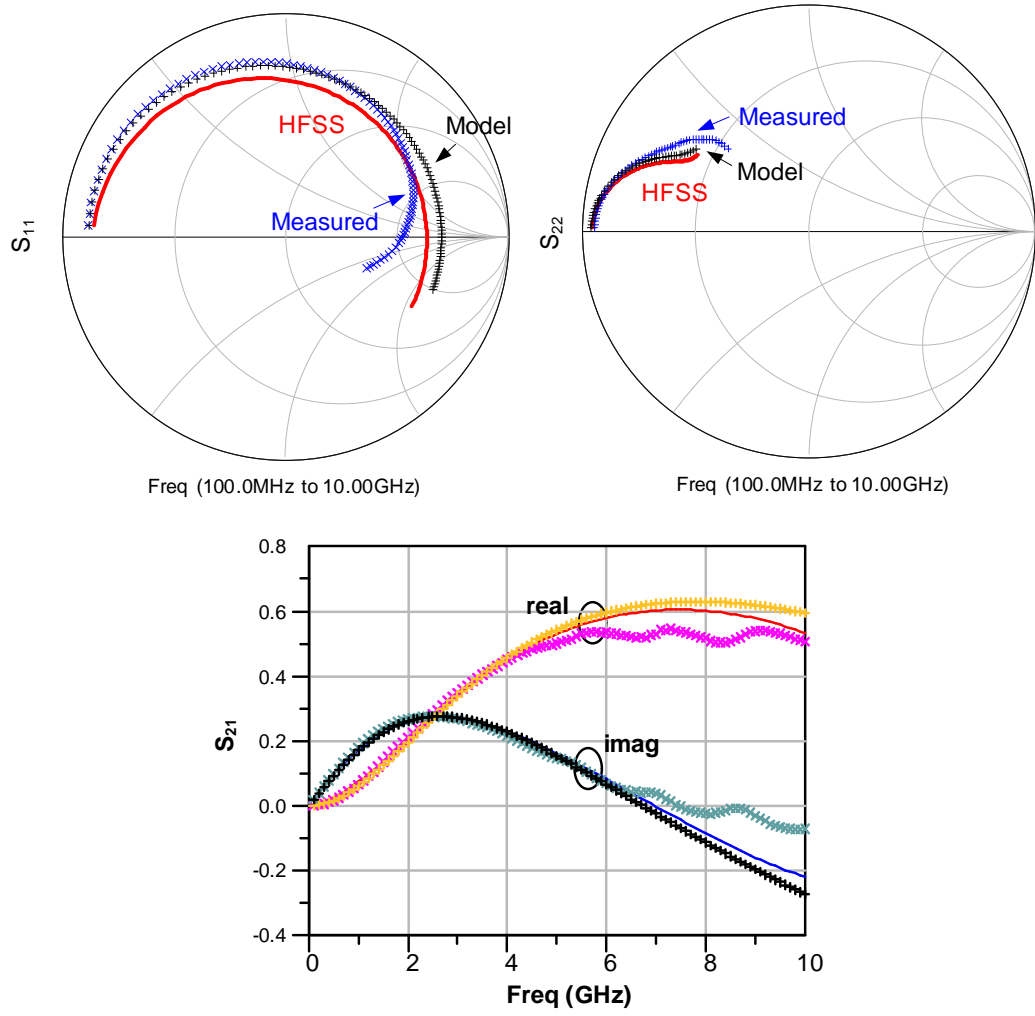 S11
HFSS
Model
Measured
Freq (100.0MHz to 10.00GHz)
S22
Measured
Model
HFSS
Freq (100.0MHz to 10.00GHz)
S21
0.8
0.6
0.4
0.2
0.0
-0.2
-0.4
real
imag
0 2 4 6 8 10
Freq (GHz)